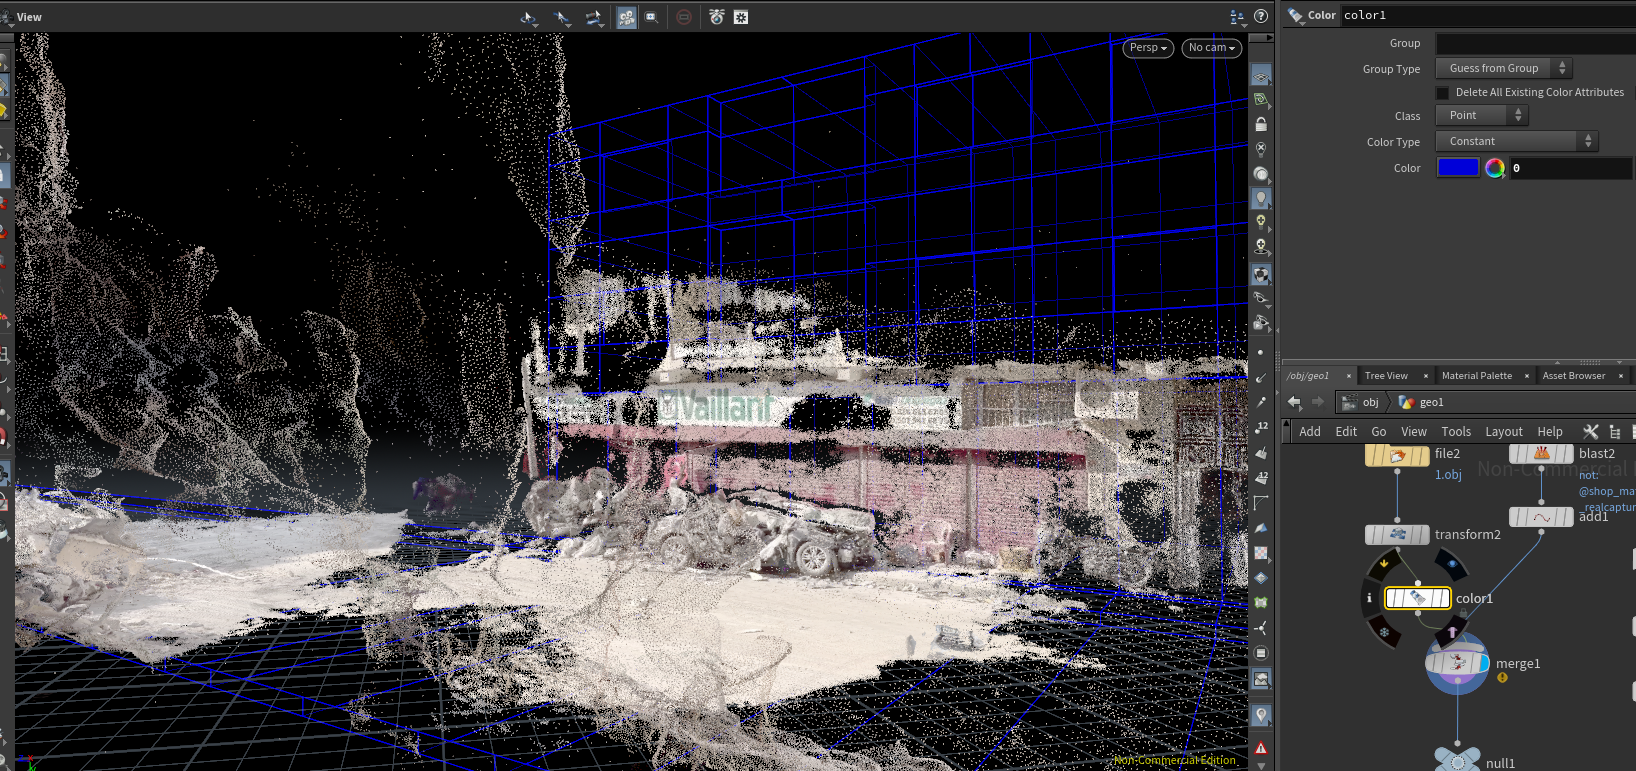 View
Persp
No cam
Vaillant
Non-Commercial Edition
12
42
Color color1
Group
Group Type Guess from Group
Delete All Existing Color Attributes
Class Point
Color Type Constant
Color 0
/obj/geo1 × Tree View × Material Palette × Asset Browser ×
obj geo1
Add Edit Go View Tools Layout Help
Non-Commercial
file2
1.obj
blast2
not:
@shop_ma
_realcaptur
add1
transform2
color1
merge1
null1